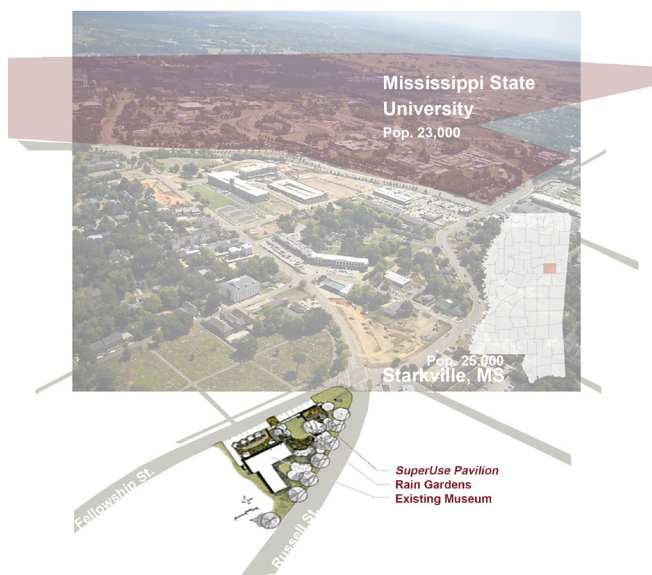 Mississippi State
University
Pop. 23,000
Pop. 25,000
Starkville, MS
SuperUse Pavilion
Rain Gardens
Existing Museum
Fellowship St.
Russell St.